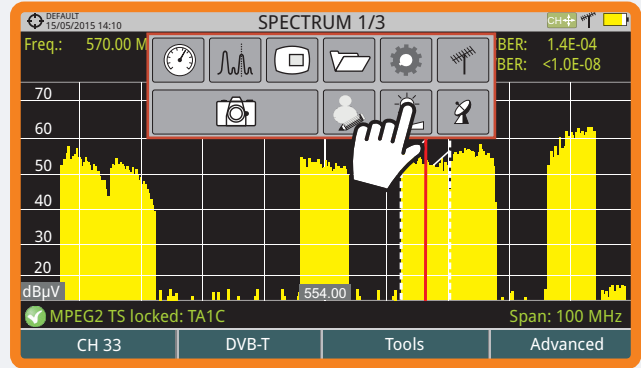 DEFAULT
15/05/2015 14:10
SPECTRUM 1/3
CH
Freq.: 570.00 M
BER: 1.4E-04
BER: <1.0E-08
70
60
50
40
30
20
dBµV
554.00
MPEG2 TS locked: TA1C
Span: 100 MHz
CH 33
DVB-T
Tools
Advanced